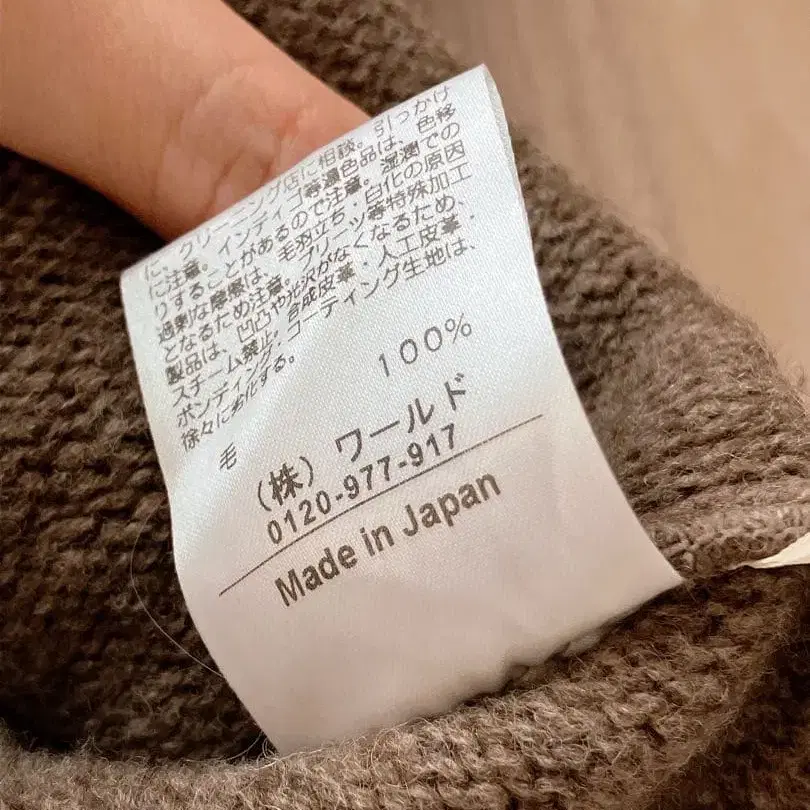 に、クリーニング店に相談。引っかけ
に注意。インディゴ等濃色品は、色移
りすることがあるので注意。湿潤での
過剰な摩擦は、毛羽立ち・白化の原因
となるため注意。プリーツ等特殊加工
製品は、凹凸や光沢がなくなるため、
スチーム禁止。合成皮革・人工皮革・
ボンディング、コーティング生地は、
徐々に劣化する。
毛 100%
(株) ワールド
0120-977-917
Made in Japan